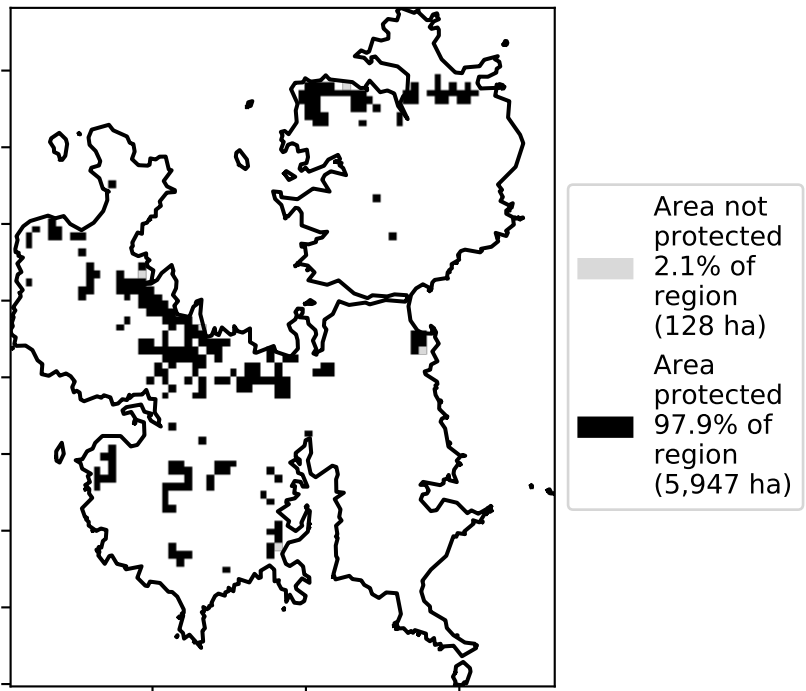 Area not
protected
2.1% of
region
(128 ha)
Area
protected
97.9% of
region
(5,947 ha)